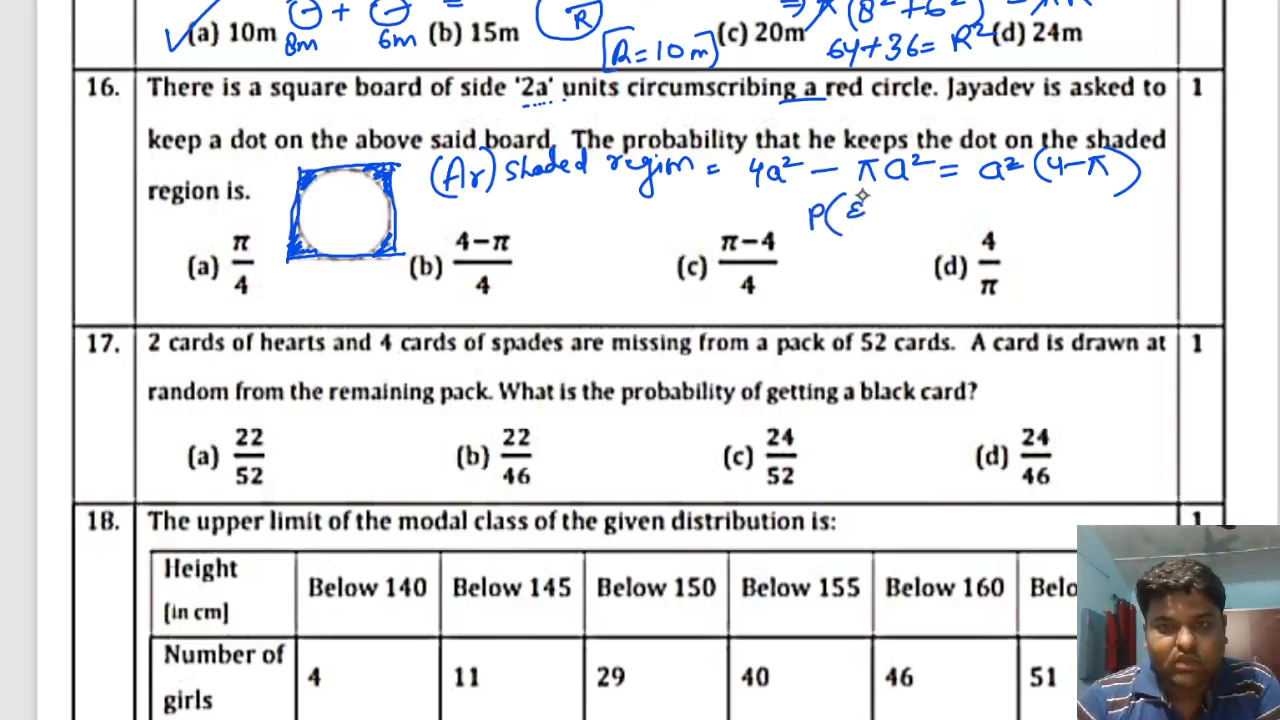 (a) 10m 8m + 6m = (b) 15m R (c) 20m (d) 24m
R = 10m
64+36 = R²
16. There is a square board of side '2a' units circumscribing a red circle. Jayadev is asked to 1
keep a dot on the above said board. The probability that he keeps the dot on the shaded
region is.
(Ar) shaded region = 4a² − πa² = a² (4−π)
P(ε
(a) π/4 (b) 4−π/4 (c) π−4/4 (d) 4/π
17. 2 cards of hearts and 4 cards of spades are missing from a pack of 52 cards. A card is drawn at 1
random from the remaining pack. What is the probability of getting a black card?
(a) 22/52 (b) 22/46 (c) 24/52 (d) 24/46
18. The upper limit of the modal class of the given distribution is: 1
Height [in cm] Below 140 Below 145 Below 150 Below 155 Below 160
Number of girls 4 11 29 40 46 51